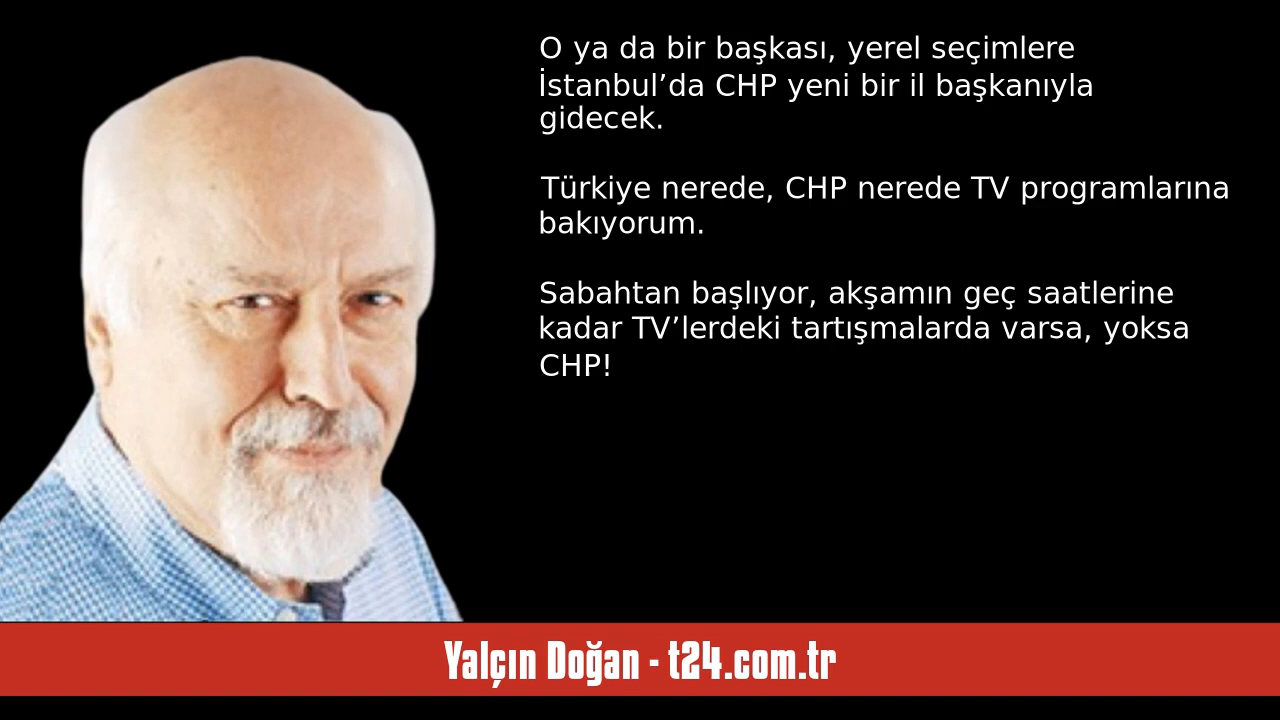 O ya da bir başkası, yerel seçimlere
İstanbul’da CHP yeni bir il başkanıyla
gidecek.
Türkiye nerede, CHP nerede TV programlarına
bakıyorum.
Sabahtan başlıyor, akşamın geç saatlerine
kadar TV’lerdeki tartışmalarda varsa, yoksa
CHP!
Yalçın Doğan - t24.com.tr